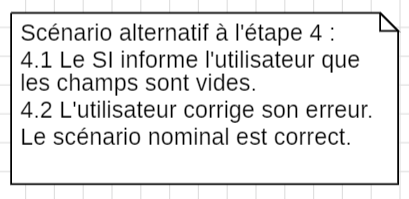 Scénario alternatif à l'étape 4 :
4.1 Le SI informe l'utilisateur que
les champs sont vides.
4.2 L'utilisateur corrige son erreur.
Le scénario nominal est correct.